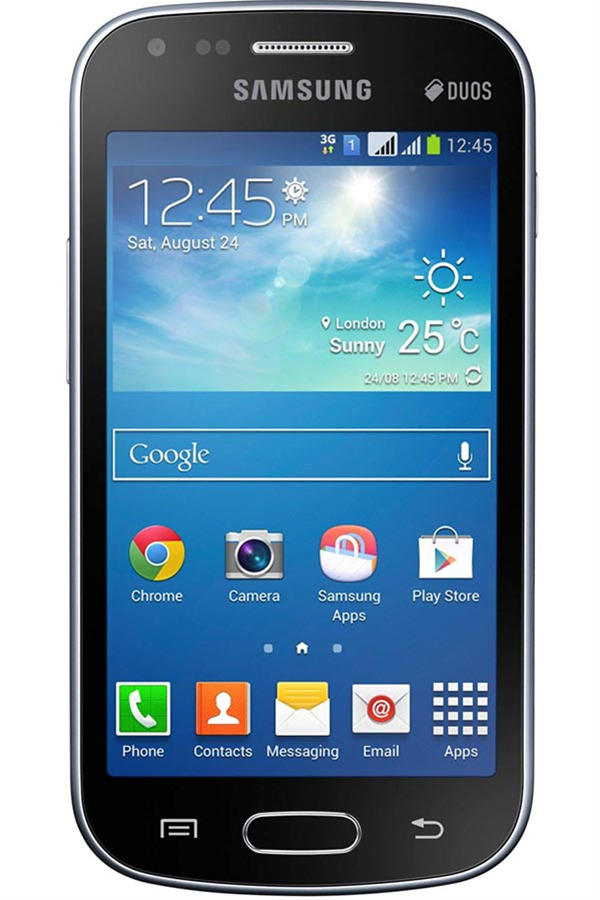 SAMSUNG
DUOS
3G 1 12:45
12:45 PM
Sat, August 24
London
Sunny 25°C
24/08 12:45 PM
Google
Chrome Camera Samsung Apps Play Store
Phone Contacts Messaging Email Apps
@